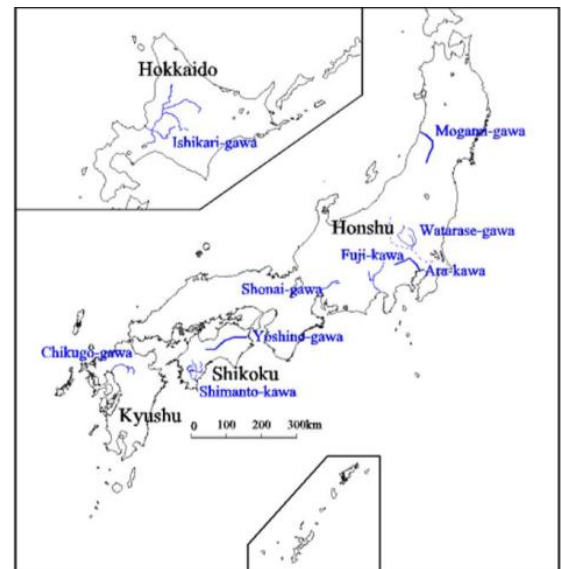 Hokkaido
Ishikari-gawa
Mogami-gawa
Honshu
Watarase-gawa
Fuji-kawa
Ara-kawa
Shonai-gawa
Yoshino-gawa
Chikugo-gawa
Shikoku
Shimanto-kawa
Kyushu
0 100 200 300km